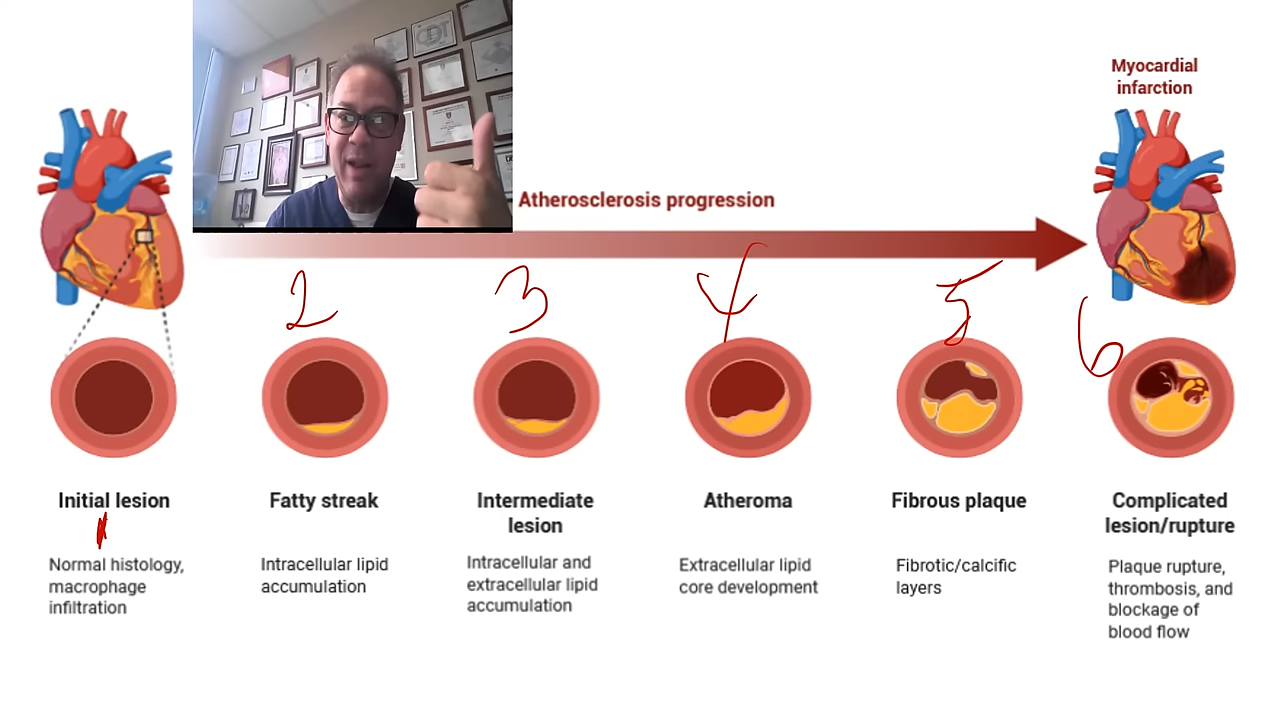 Myocardial
infarction
Atherosclerosis progression
2
3
4
5
6
Initial lesion
1
Normal histology,
macrophage
infiltration
Fatty streak
Intracellular lipid
accumulation
Intermediate
lesion
Intracellular and
extracellular lipid
accumulation
Atheroma
Extracellular lipid
core development
Fibrous plaque
Fibrotic/calcific
layers
Complicated
lesion/rupture
Plaque rupture,
thrombosis, and
blockage of
blood flow